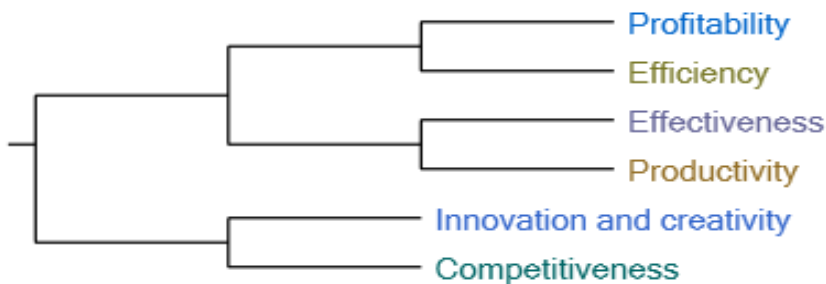 Profitability
Efficiency
Effectiveness
Productivity
Innovation and creativity
Competitiveness